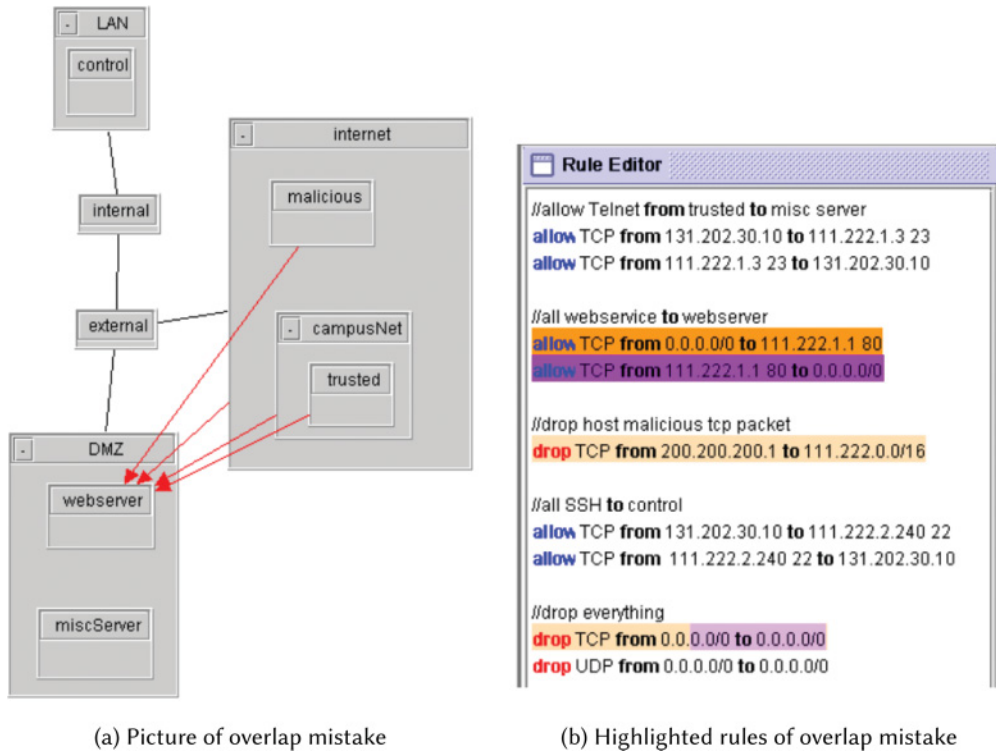 - LAN
control
- internet
malicious
internal
- campusNet
external
trusted
- DMZ
webserver
miscServer
(a) Picture of overlap mistake
Rule Editor
//allow Telnet from trusted to misc server
allow TCP from 131.202.30.10 to 111.222.1.3 23
allow TCP from 111.222.1.3 23 to 131.202.30.10
//all webservice to webserver
allow TCP from 0.0.0.0/0 to 111.222.1.1 80
allow TCP from 111.222.1.1 80 to 0.0.0.0/0
//drop host malicious tcp packet
drop TCP from 200.200.200.1 to 111.222.0.0/16
//all SSH to control
allow TCP from 131.202.30.10 to 111.222.2.240 22
allow TCP from 111.222.2.240 22 to 131.202.30.10
//drop everything
drop TCP from 0.0.0.0/0 to 0.0.0.0/0
drop UDP from 0.0.0.0/0 to 0.0.0.0/0
(b) Highlighted rules of overlap mistake